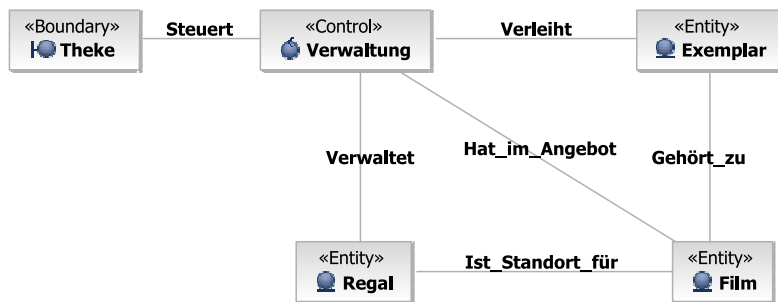 «Boundary»
Theke
Steuert
«Control»
Verwaltung
Verleiht
«Entity»
Exemplar
Verwaltet
Hat_im_Angebot
Gehört_zu
«Entity»
Regal
Ist_Standort_für
«Entity»
Film